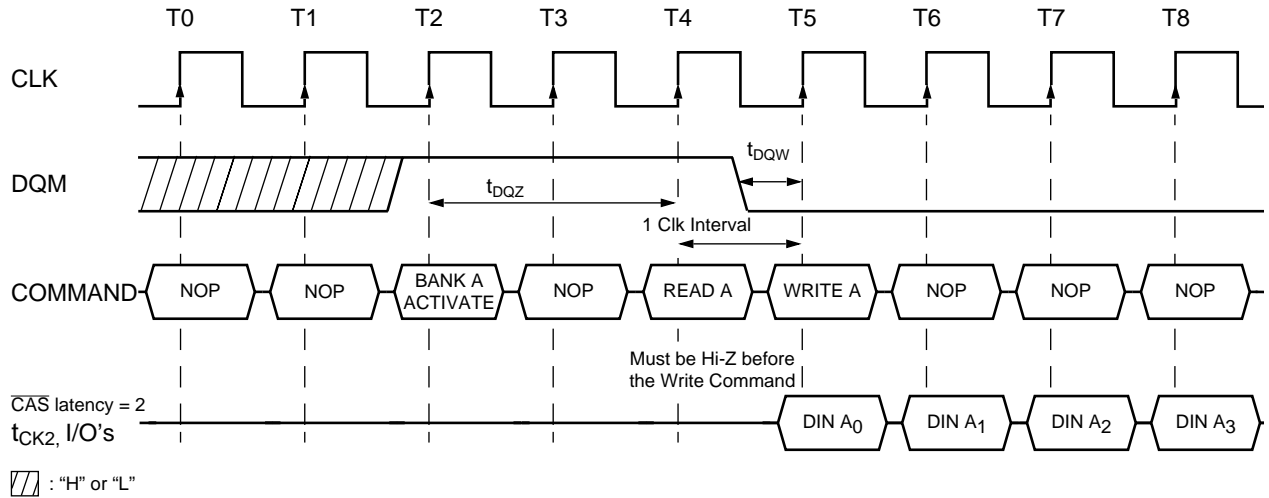 T0 T1 T2 T3 T4 T5 T6 T7 T8
CLK
DQM
tDQW
tDQZ
1 Clk Interval
COMMAND NOP NOP BANK A ACTIVATE NOP READ A WRITE A NOP NOP NOP
Must be Hi-Z before
the Write Command
CAS latency = 2
tCK2, I/O’s DIN A0 DIN A1 DIN A2 DIN A3
: “H” or “L”